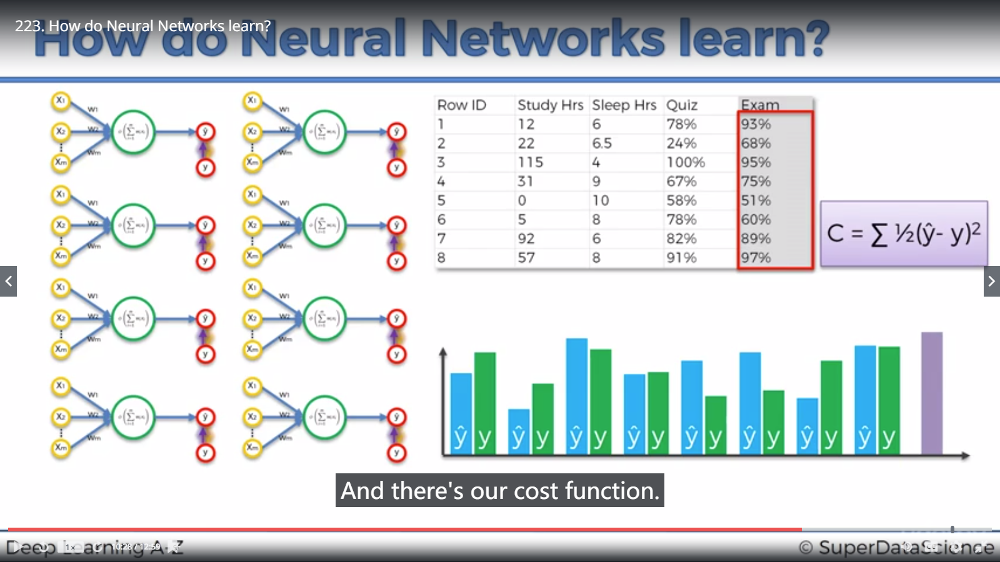 223. How do Neural Networks learn?
How do Neural Networks learn?
X1 W1 X2 W2 Xm Wm ŷ y
X1 W1 X2 W2 Xm Wm ŷ y
X1 W1 X2 W2 Xm Wm ŷ y
X1 W1 X2 W2 Xm Wm ŷ y
X1 W1 X2 W2 Xm Wm ŷ y
X1 W1 X2 W2 Xm Wm ŷ y
X1 W1 X2 W2 Xm Wm ŷ y
X1 W1 X2 W2 Xm Wm ŷ y
Row ID Study Hrs Sleep Hrs Quiz Exam
1 12 6 78% 93%
2 22 6.5 24% 68%
3 115 4 100% 95%
4 31 9 67% 75%
5 0 10 58% 51%
6 5 8 78% 60%
7 92 6 82% 89%
8 57 8 91% 97%
C = ∑ ½(ŷ- y)²
ŷ y ŷ y ŷ y ŷ y ŷ y ŷ y ŷ y ŷ y
And there's our cost function.
Deep Learning A-Z
1× 10:28 / 12:59
© SuperDataScience